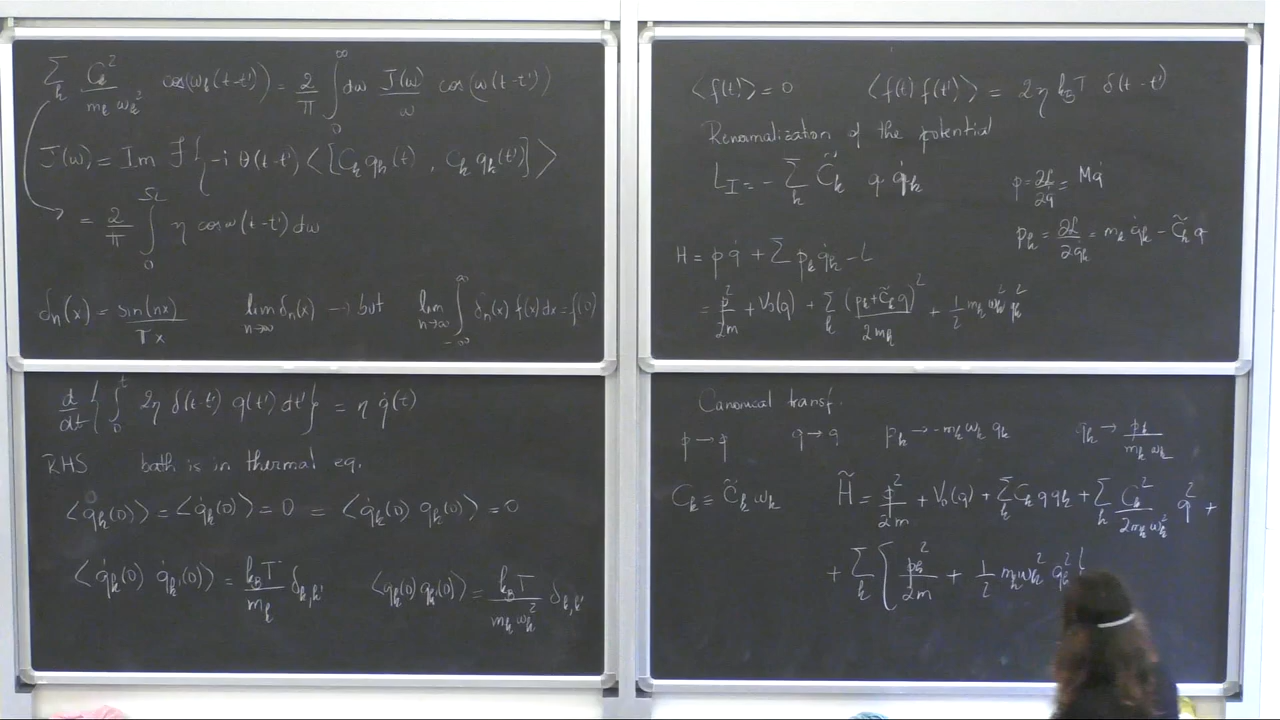 ∑_k C_k²/(m_k ω_k²) cos(ω_k(t-t')) = 2/π ∫_0^∞ dω J(ω)/ω cos(ω(t-t'))
J(ω) = Im ℱ{-i θ(t-t') <[C_k q_k(t), C_k q_k(t')]>
= 2/π ∫_0^Ω η cos ω(t-t') dω
δ_n(x) = sin(nx)/(πx) lim_{n→∞} δ_n(x) → but lim_{n→∞} ∫_{-∞}^{∞} δ_n(x) f(x) dx = f(0)
d/dt { ∫_0^t 2η δ(t-t') q(t') dt' } = η q̇(t)
RHS bath is in thermal eq.
<q_k(0)> = <q̇_k(0)> = 0 = <q̇_k(0) q_k(0)> = 0
<q̇_k(0) q̇_k'(0)> = k_B T/m_k δ_{k,k'} <q_k(0) q_k'(0)> = k_B T/(m_k ω_k²) δ_{k,k'}
<f(t)> = 0 <f(t) f(t')> = 2η k_B T δ(t-t')
Renormalization of the potential
L_I = -∑_k C̃_k q q̇_k p = ∂L/∂q̇ = Mq̇
p_k = ∂L/∂q̇_k = m_k q̇_k - C̃_k q
H = p q̇ + ∑ p_k q̇_k - L
= p²/2m + V_0(q) + ∑_k (p_k + C̃_k q)²/2m_k + 1/2 m_k ω_k² q_k²
Canonical transf.
p → p q → q p_k → -m_k ω_k q_k q_k → p_k/(m_k ω_k)
C_k ≡ C̃_k ω_k H̃ = p²/2m + V_0(q) + ∑_k C_k q q_k + ∑_k C_k²/(2m_k ω_k²) q² +
+ ∑_k { p_k²/2m + 1/2 m_k ω_k² q_k² }